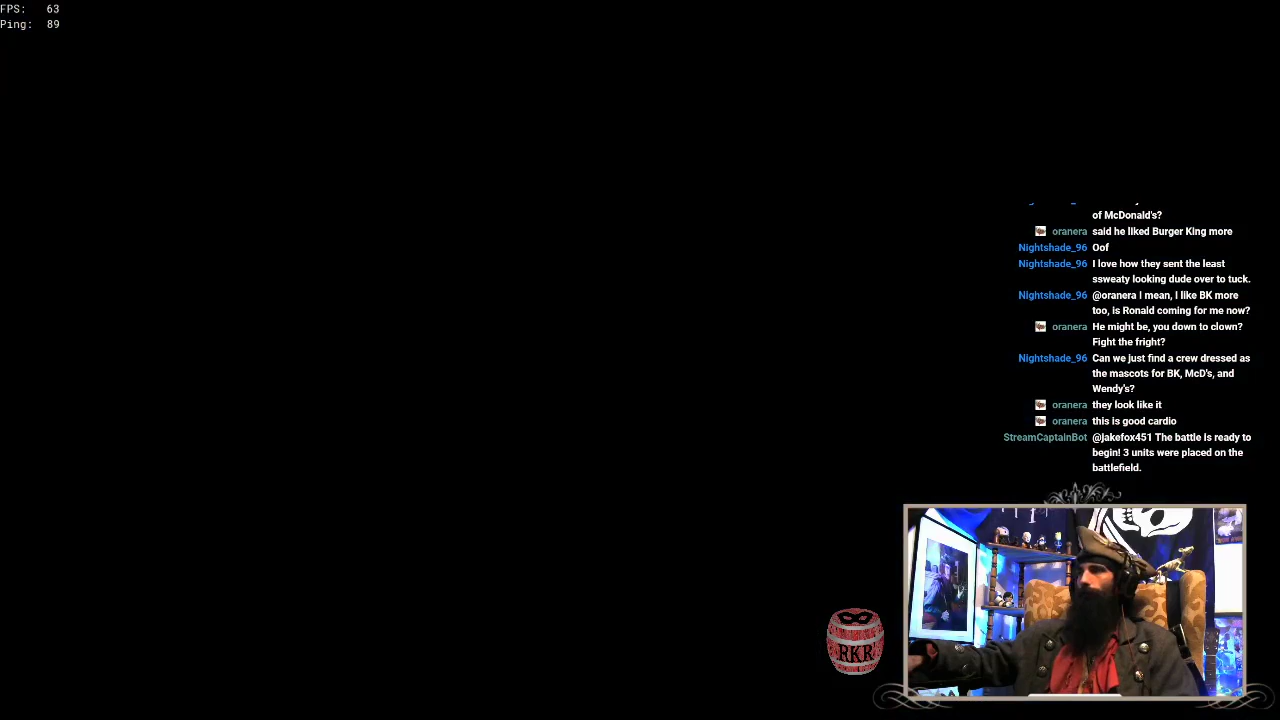 FPS: 63
Ping: 89
of McDonald's?
oranera said he liked Burger King more
Nightshade_96 Oof
Nightshade_96 I love how they sent the least
ssweaty looking dude over to tuck.
Nightshade_96 @oranera I mean, I like BK more
too, is Ronald coming for me now?
oranera He might be, you down to clown?
Fight the fright?
Nightshade_96 Can we just find a crew dressed as
the mascots for BK, McD's, and
Wendy's?
oranera they look like it
oranera this is good cardio
StreamCaptainBot @jakefox451 The battle is ready to
begin! 3 units were placed on the
battlefield.
RKR